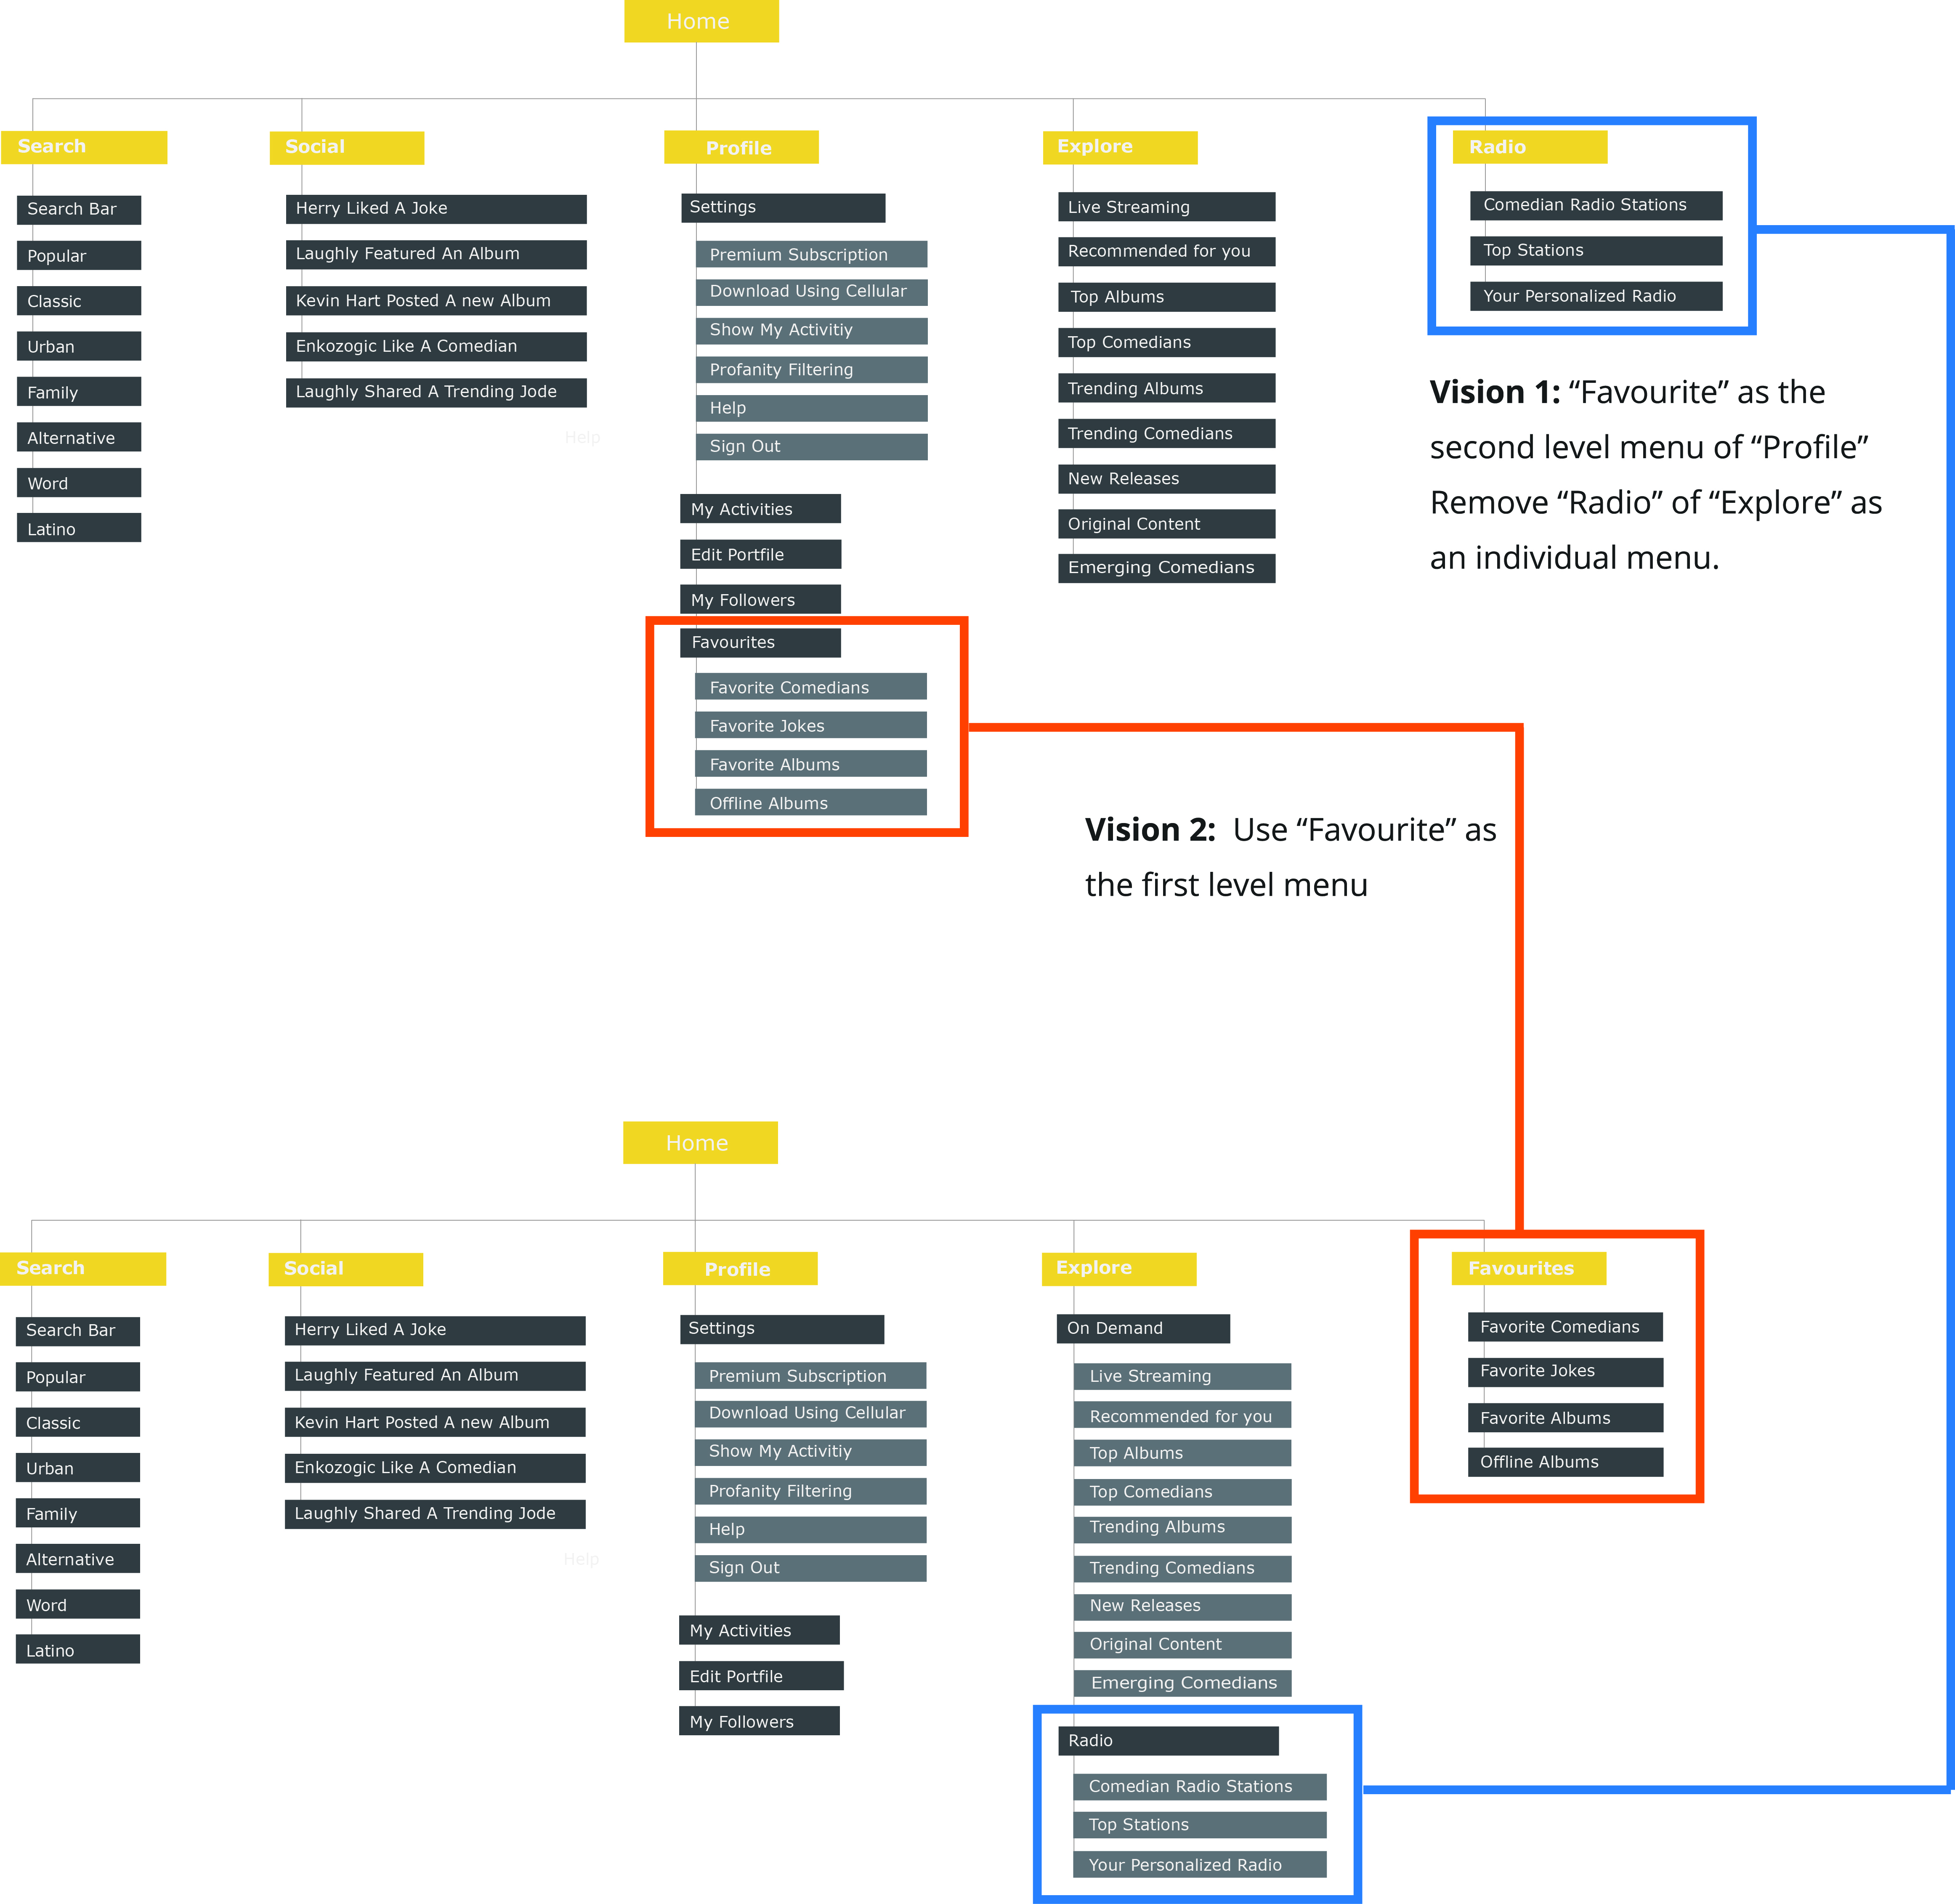 Home
Search
Search Bar
Popular
Classic
Urban
Family
Alternative
Word
Latino
Social
Herry Liked A Joke
Laughly Featured An Album
Kevin Hart Posted A new Album
Enkozogic Like A Comedian
Laughly Shared A Trending Jode
Help
Profile
Settings
Premium Subscription
Download Using Cellular
Show My Activitiy
Profanity Filtering
Help
Sign Out
My Activities
Edit Portfile
My Followers
Favourites
Favorite Comedians
Favorite Jokes
Favorite Albums
Offline Albums
Explore
Live Streaming
Recommended for you
Top Albums
Top Comedians
Trending Albums
Trending Comedians
New Releases
Original Content
Emerging Comedians
Radio
Comedian Radio Stations
Top Stations
Your Personalized Radio
Vision 1: “Favourite” as the
second level menu of “Profile”
Remove “Radio” of “Explore” as
an individual menu.
Vision 2: Use “Favourite” as
the first level menu
Home
Search
Search Bar
Popular
Classic
Urban
Family
Alternative
Word
Latino
Social
Herry Liked A Joke
Laughly Featured An Album
Kevin Hart Posted A new Album
Enkozogic Like A Comedian
Laughly Shared A Trending Jode
Help
Profile
Settings
Premium Subscription
Download Using Cellular
Show My Activitiy
Profanity Filtering
Help
Sign Out
My Activities
Edit Portfile
My Followers
Explore
On Demand
Live Streaming
Recommended for you
Top Albums
Top Comedians
Trending Albums
Trending Comedians
New Releases
Original Content
Emerging Comedians
Radio
Comedian Radio Stations
Top Stations
Your Personalized Radio
Favourites
Favorite Comedians
Favorite Jokes
Favorite Albums
Offline Albums